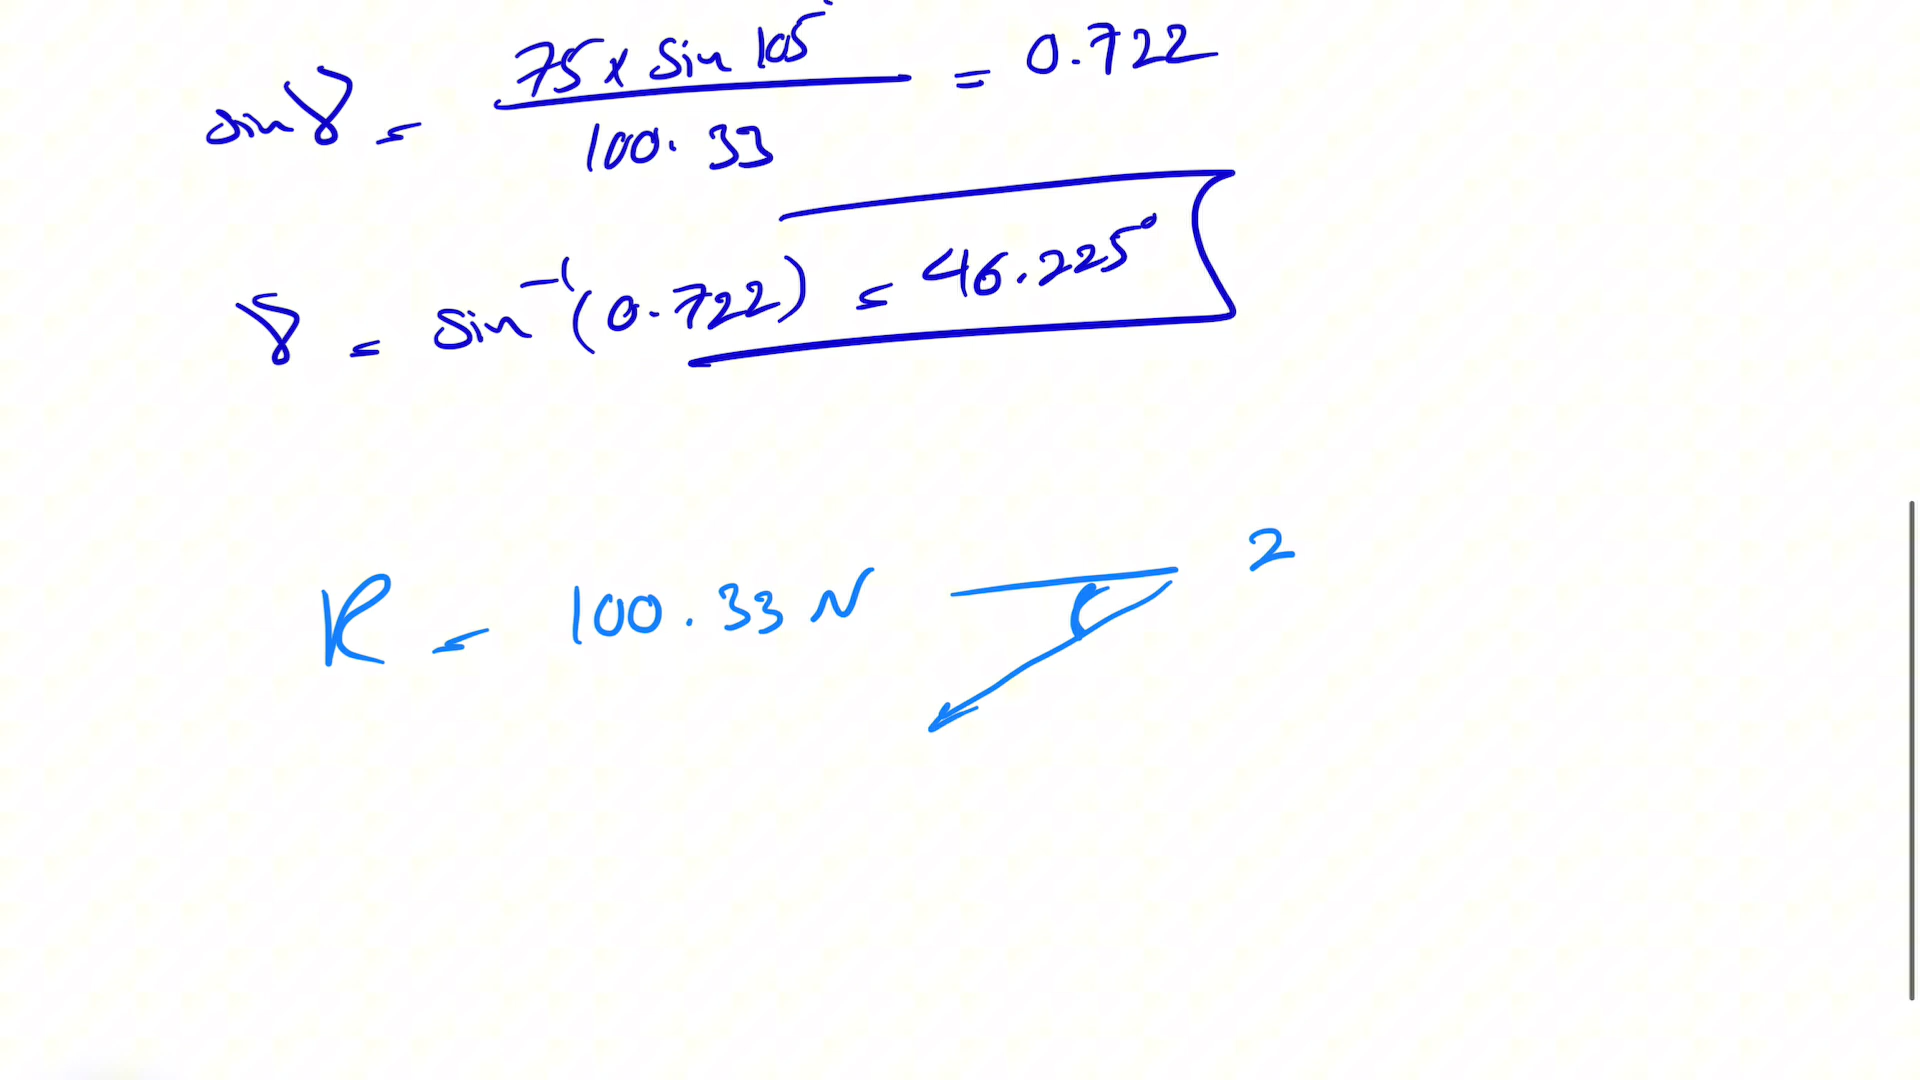 sin γ = 75 x sin 105° / 100.33 = 0.722
γ = sin⁻¹(0.722) = 46.225°
R = 100.33 N 2